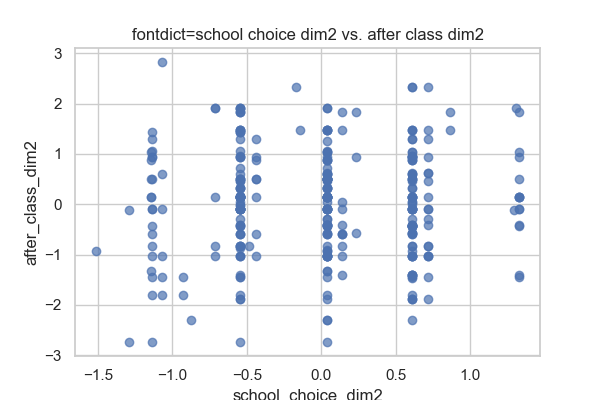 fontdict=school choice dim2 vs. after class dim2
3
2
1
0
−1
−2
−3
after_class_dim2
−1.5 −1.0 −0.5 0.0 0.5 1.0
school_choice_dim2